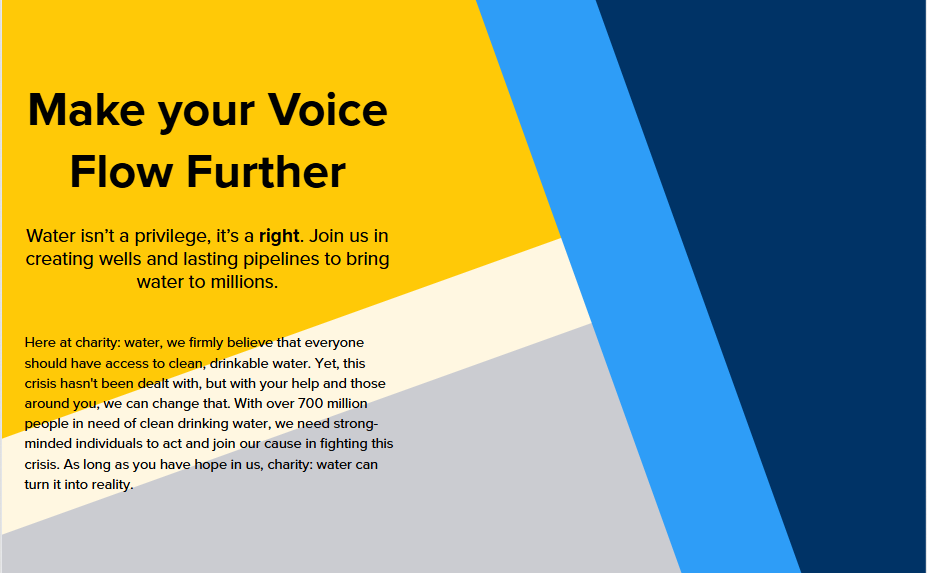 Make your Voice
Flow Further
Water isn’t a privilege, it’s a right. Join us in
creating wells and lasting pipelines to bring
water to millions.
Here at charity: water, we firmly believe that everyone
should have access to clean, drinkable water. Yet, this
crisis hasn't been dealt with, but with your help and those
around you, we can change that. With over 700 million
people in need of clean drinking water, we need strong-
minded individuals to act and join our cause in fighting this
crisis. As long as you have hope in us, charity: water can
turn it into reality.